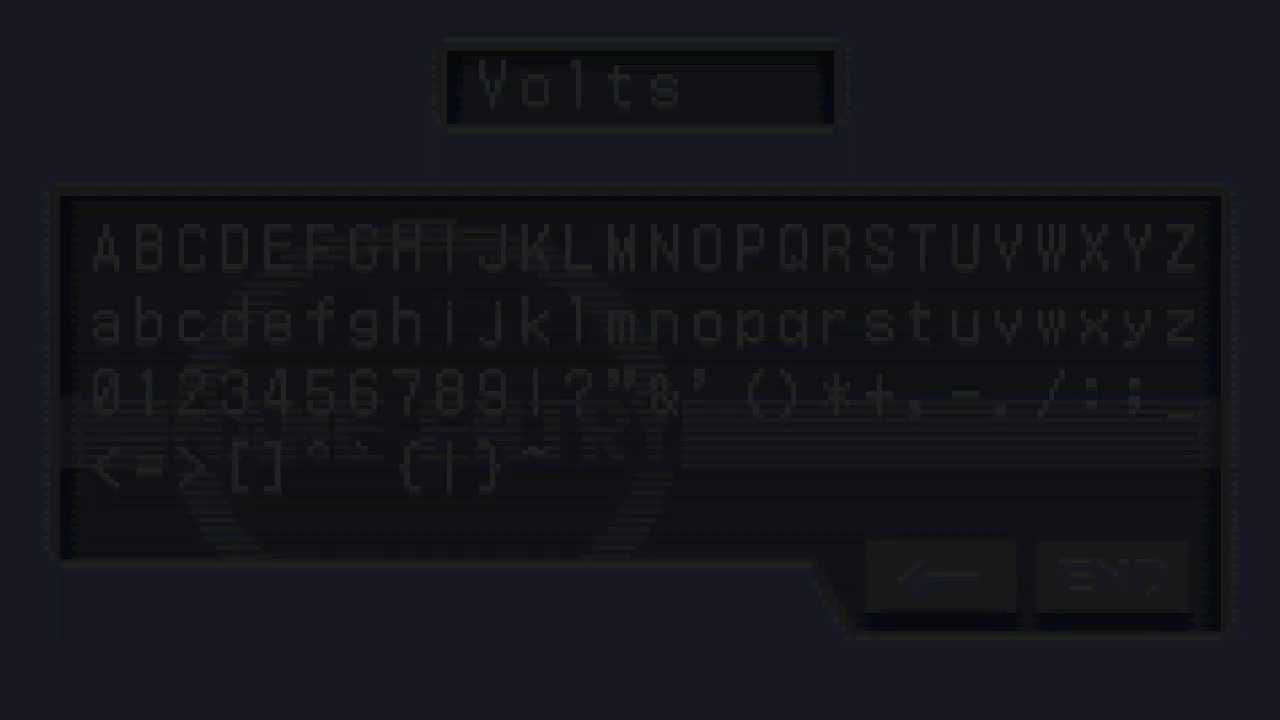 Volts
ABCDEFGHIJKLMNOPQRSTUVWXYZ
abcdefghijklmnopqrstuvwxyz
0123456789!?"&' ()*+,-./:;_
<=>[]^`{|}~
END